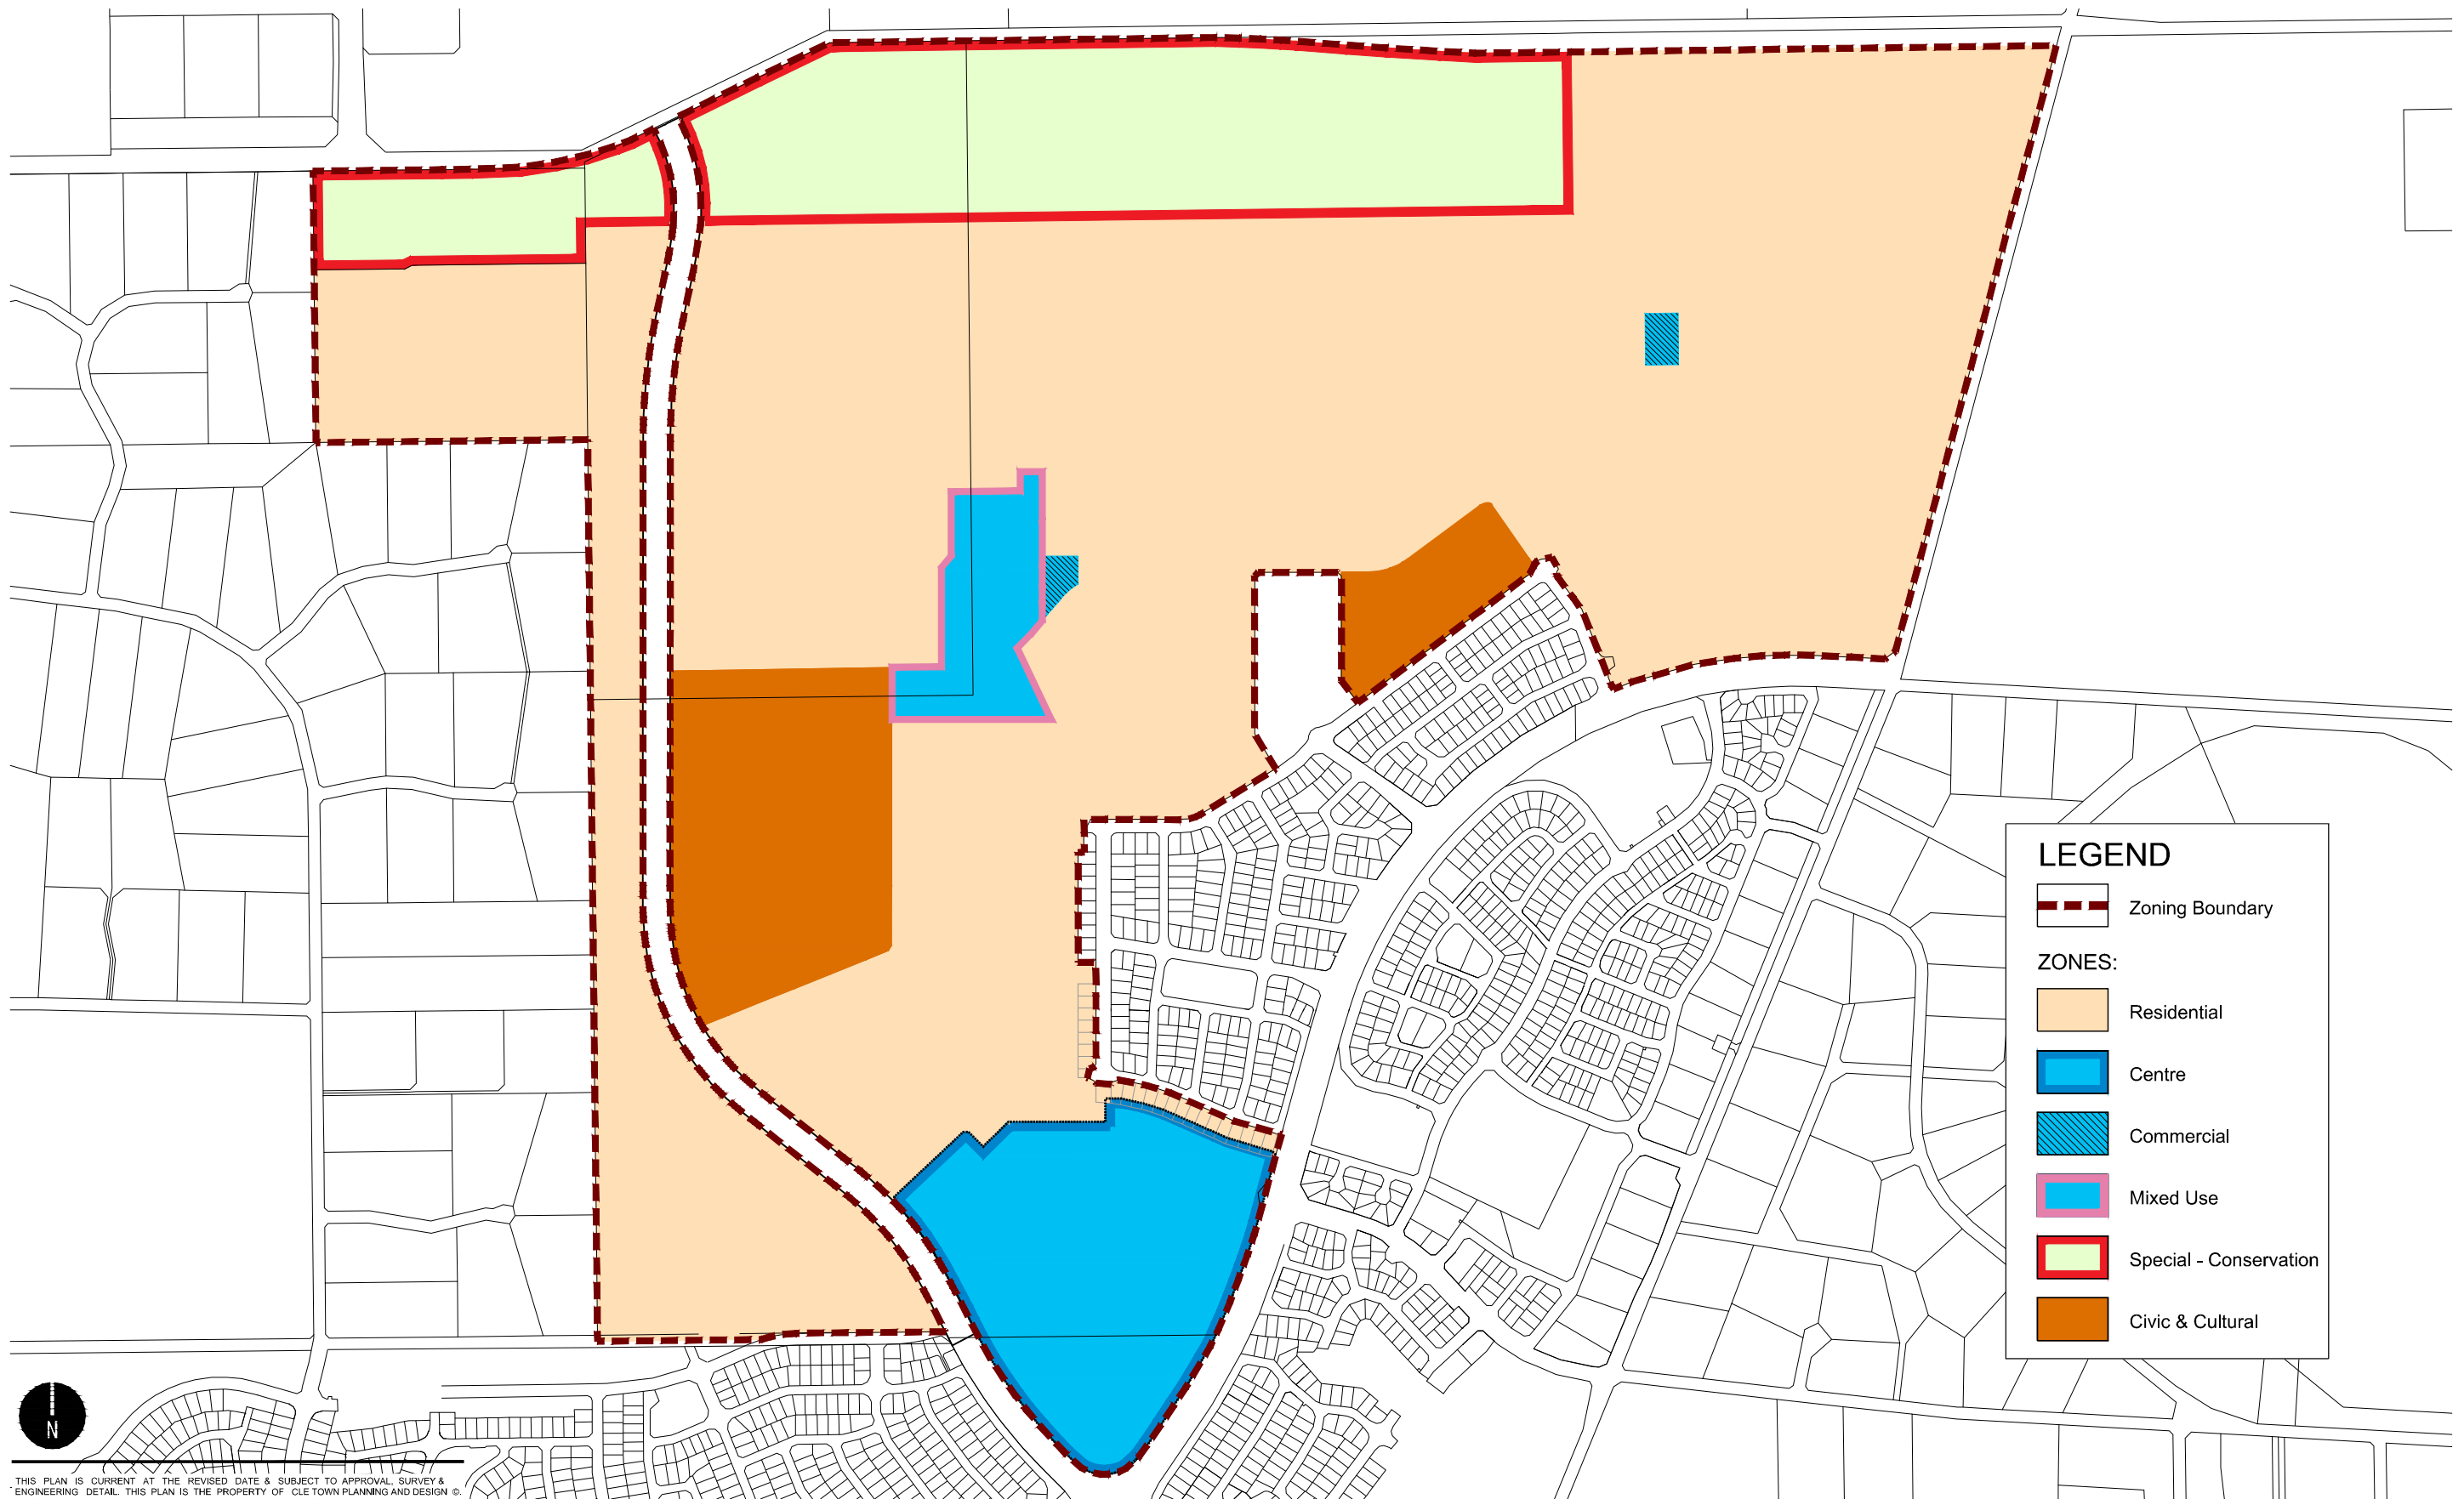 LEGEND
Zoning Boundary
ZONES:
Residential
Centre
Commercial
Mixed Use
Special - Conservation
Civic & Cultural
N
THIS PLAN IS CURRENT AT THE REVISED DATE & SUBJECT TO APPROVAL, SURVEY &
ENGINEERING DETAIL. THIS PLAN IS THE PROPERTY OF CLE TOWN PLANNING AND DESIGN ©.